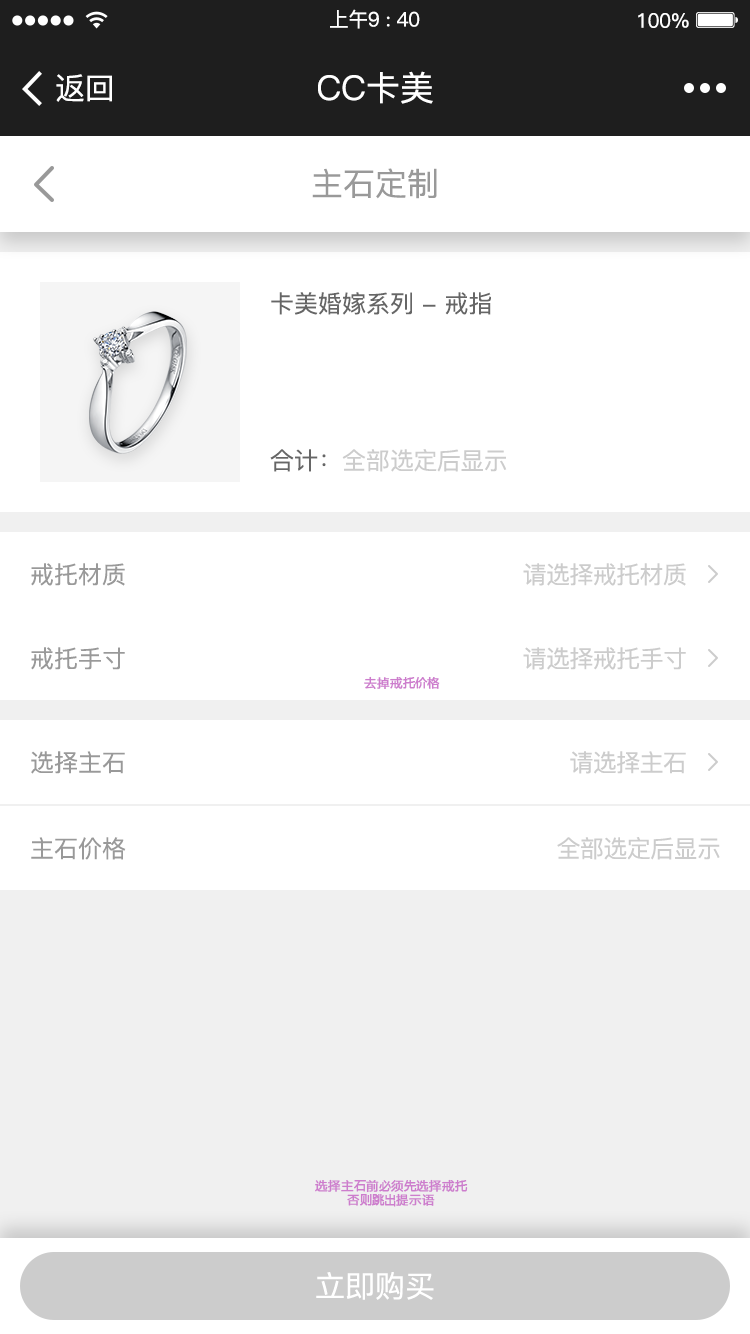 上午9 : 40
100%
返回
CC卡美
主石定制
卡美婚嫁系列 – 戒指
合计： 全部选定后显示
戒托材质 请选择戒托材质
戒托手寸 请选择戒托手寸
去掉戒托价格
选择主石 请选择主石
主石价格 全部选定后显示
选择主石前必须先选择戒托
否则跳出提示语
立即购买